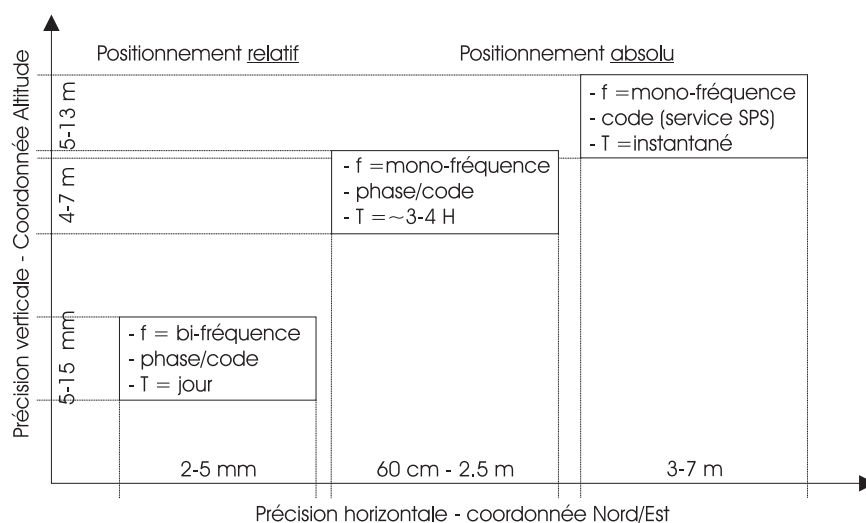 Positionnement relatif
Positionnement absolu
Précision verticale - Coordonnée Altitude
5-13 m
4-7 m
5-15 mm
- f =mono-fréquence
- code (service SPS)
- T =instantané
- f =mono-fréquence
- phase/code
- T =~3-4 H
- f = bi-fréquence
- phase/code
- T = jour
2-5 mm
60 cm - 2.5 m
3-7 m
Précision horizontale - coordonnée Nord/Est